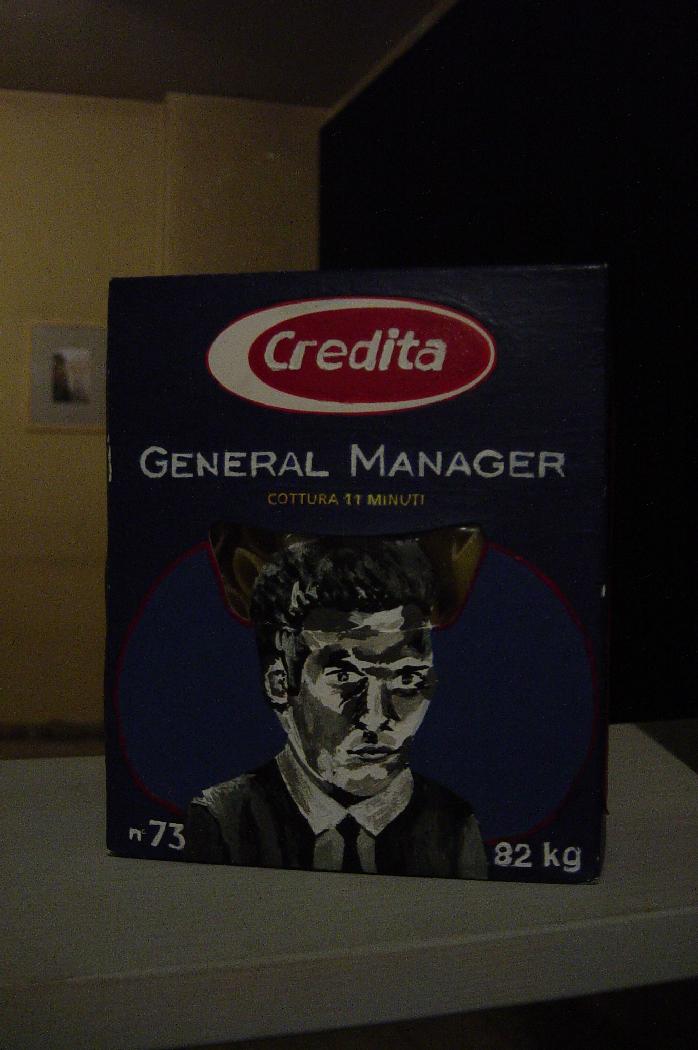 Credita
GENERAL MANAGER
COTTURA 11 MINUTI
n° 73
82 kg